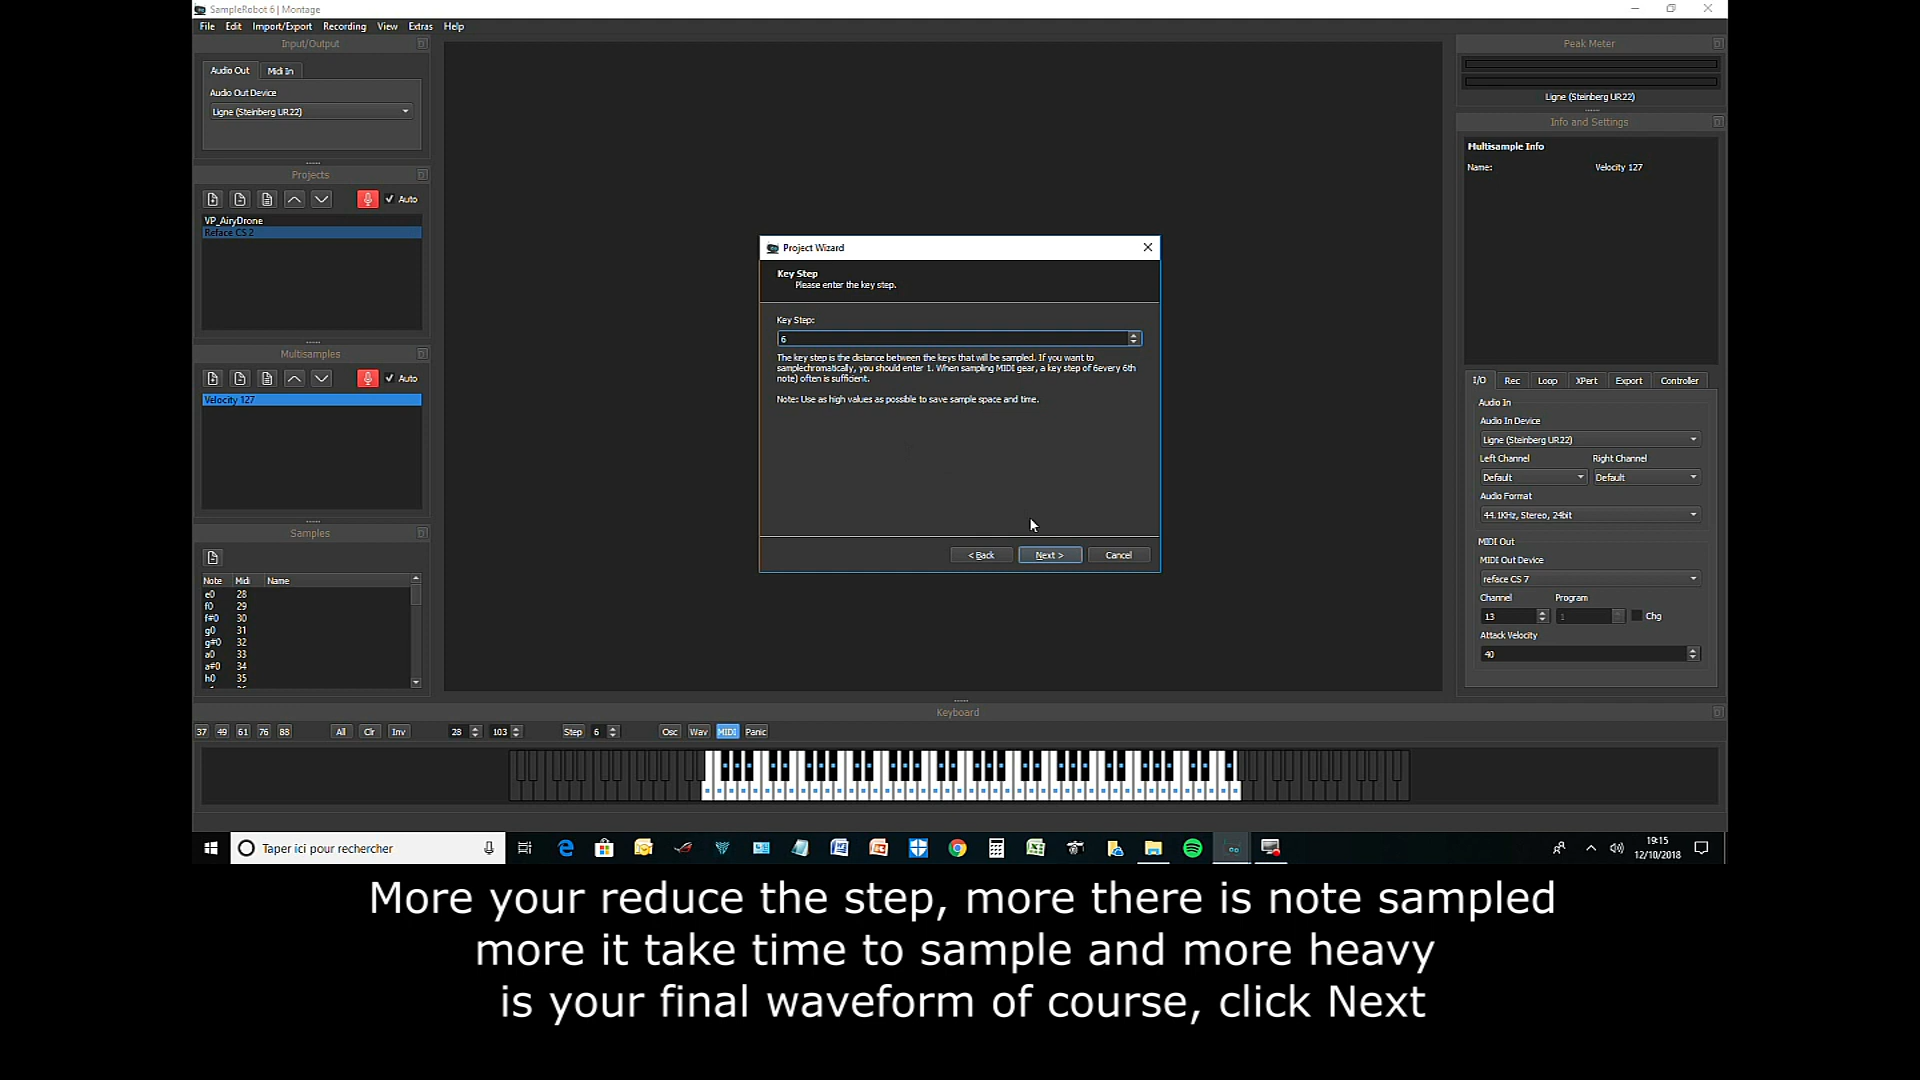 SampleRobot 6 | Montage
File Edit Import/Export Recording View Extras Help
Input/Output
Audio Out Midi In
Audio Out Device
Ligne (Steinberg UR22)
Projects
Auto
VP_AiryDrone
Reface CS 2
Multisamples
Auto
Velocity 127
Samples
Note Midi Name
e0 28
f0 29
f#0 30
g0 31
g#0 32
a0 33
a#0 34
h0 35
Project Wizard
Key Step
Please enter the key step.
Key Step:
6
The key step is the distance between the keys that will be sampled. If you want to
samplechromatically, you should enter 1. When sampling MIDI gear, a key step of 6every 6th
note) often is sufficient.
Note: Use as high values as possible to save sample space and time.
< Back Next > Cancel
Peak Meter
Ligne (Steinberg UR22)
Info and Settings
Multisample Info
Name: Velocity 127
I/O Rec Loop XPert Export Controller
Audio In
Audio In Device
Ligne (Steinberg UR22)
Left Channel Right Channel
Default Default
Audio Format
44.1KHz, Stereo, 24bit
MIDI Out
MIDI Out Device
reface CS 7
Channel Program
13 1 Chg
Attack Velocity
40
Keyboard
37 49 61 76 88 All Clr Inv 28 103 Step 6 Osc Wav MIDI Panic
Taper ici pour rechercher
19:15
12/10/2018
More your reduce the step, more there is note sampled
more it take time to sample and more heavy
is your final waveform of course, click Next